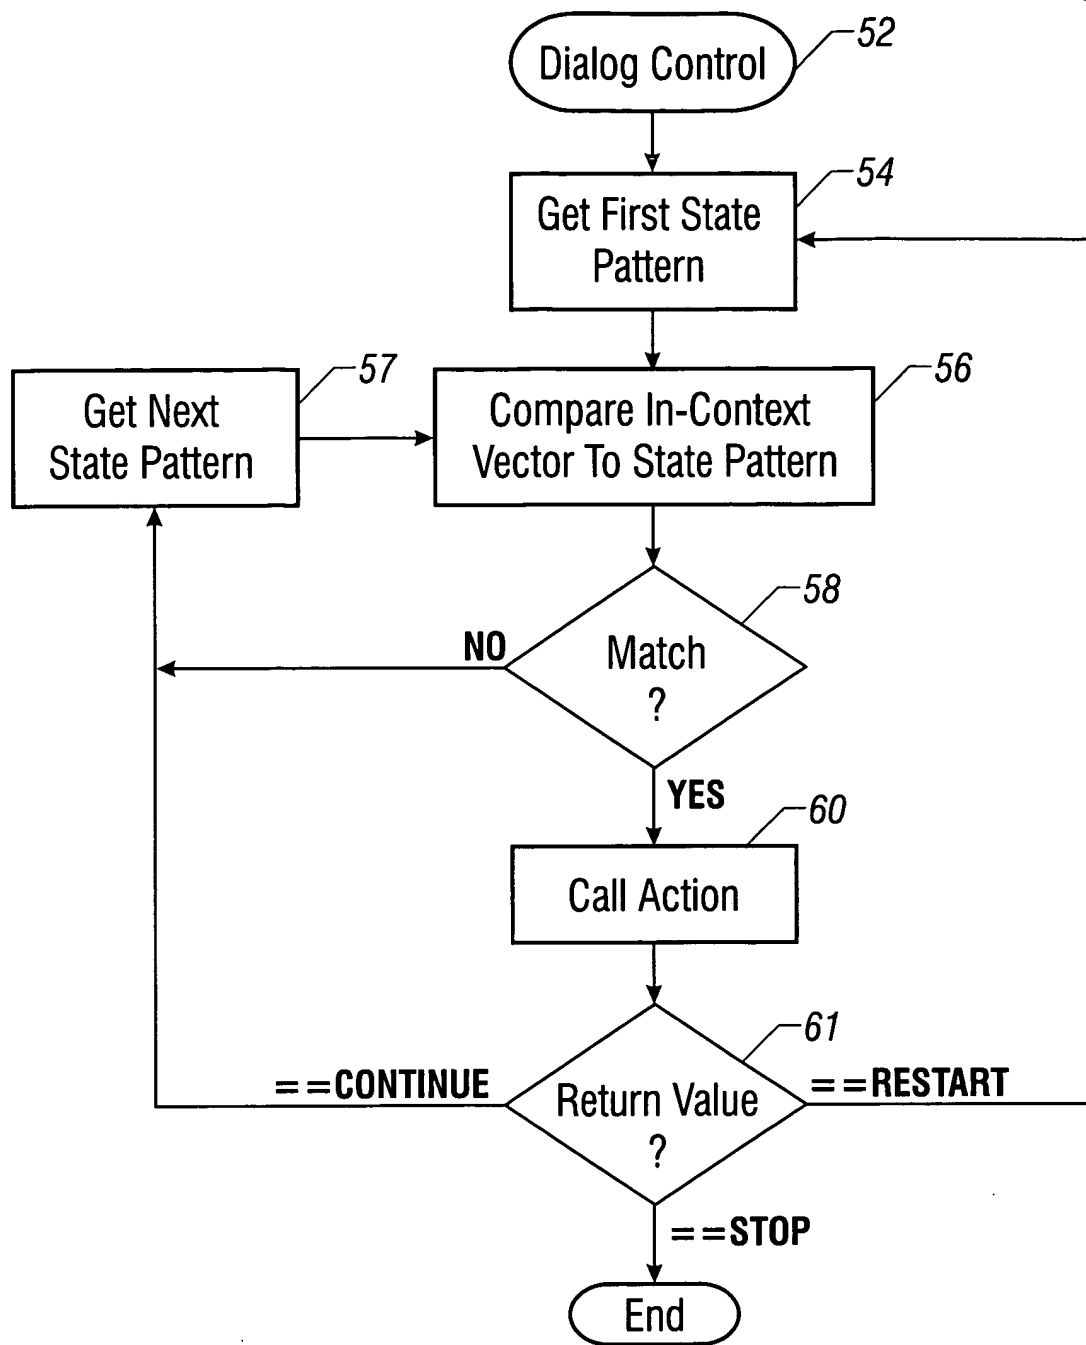 52
Dialog Control
54
Get First State
Pattern
57
Get Next
State Pattern
56
Compare In-Context
Vector To State Pattern
58
NO
Match
?
YES
60
Call Action
61
==CONTINUE
Return Value
?
==RESTART
==STOP
End